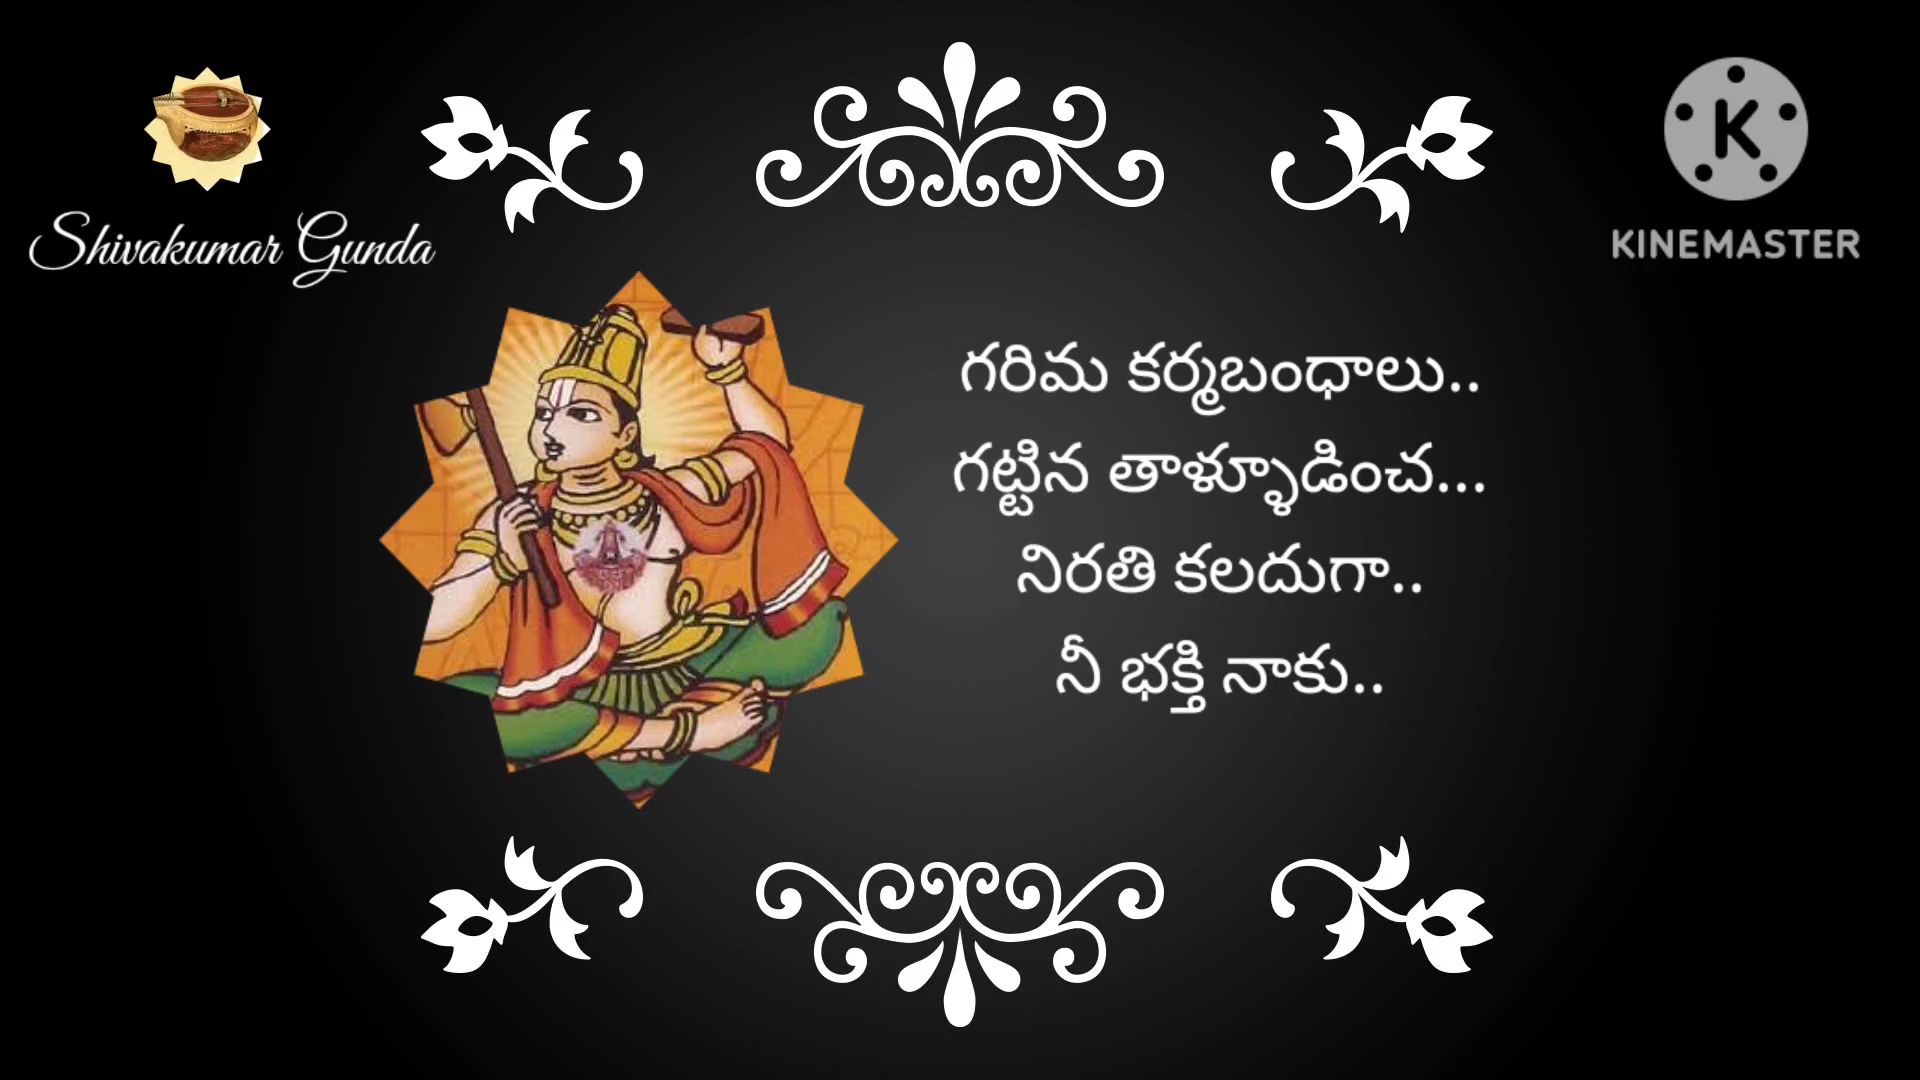 Shivakumar Gunda
KINEMASTER
గరిమ కర్మబంధాలు..
గట్టిన తాళ్ళూడించ...
నిరతి కలదుగా..
నీ భక్తి నాకు..